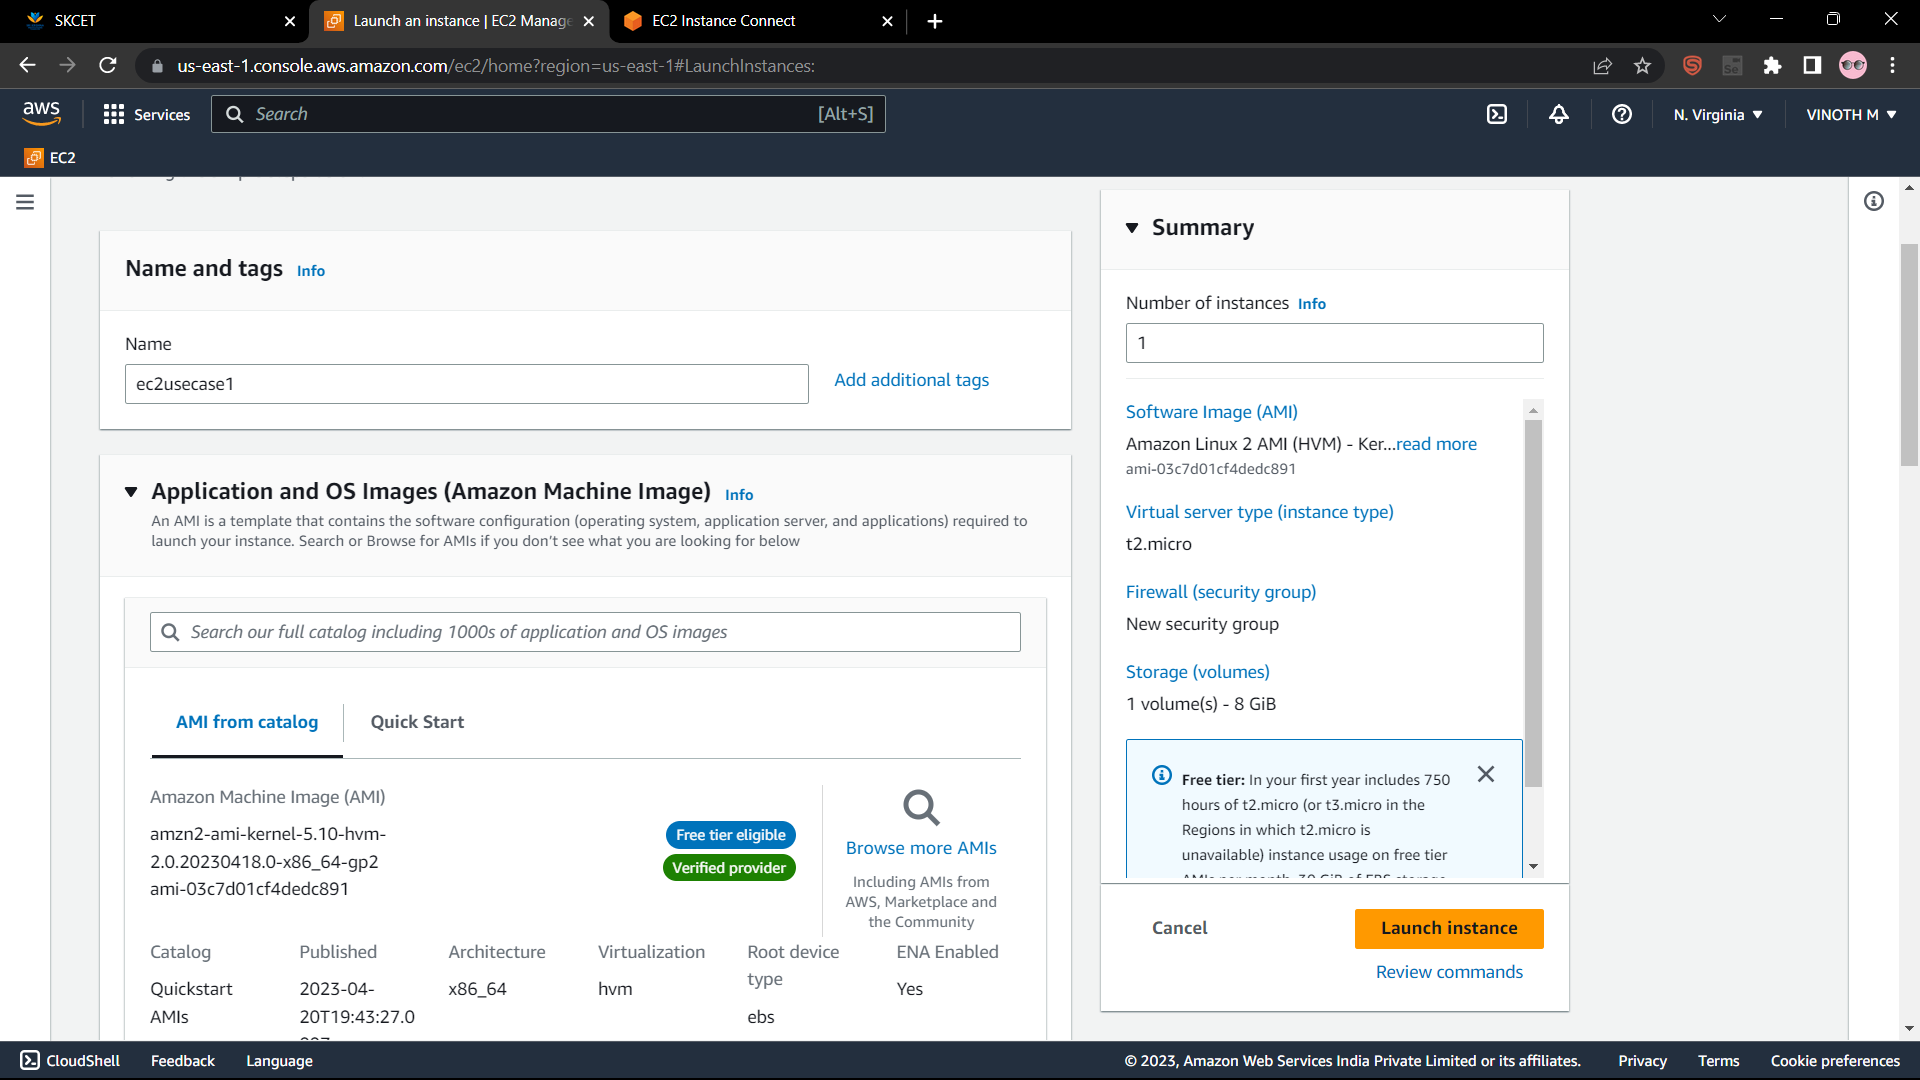 SKCET
Launch an instance | EC2 Manage
EC2 Instance Connect
us-east-1.console.aws.amazon.com/ec2/home?region=us-east-1#LaunchInstances:
aws
Services
Search
[Alt+S]
N. Virginia
VINOTH M
EC2
Name and tags Info
Name
ec2usecase1
Add additional tags
Application and OS Images (Amazon Machine Image) Info
An AMI is a template that contains the software configuration (operating system, application server, and applications) required to
launch your instance. Search or Browse for AMIs if you don't see what you are looking for below
Search our full catalog including 1000s of application and OS images
AMI from catalog
Quick Start
Amazon Machine Image (AMI)
amzn2-ami-kernel-5.10-hvm-
2.0.20230418.0-x86_64-gp2
ami-03c7d01cf4dedc891
Free tier eligible
Verified provider
Browse more AMIs
Including AMIs from
AWS, Marketplace and
the Community
Catalog
Quickstart
AMIs
Published
2023-04-
20T19:43:27.0
Architecture
x86_64
Virtualization
hvm
Root device
type
ebs
ENA Enabled
Yes
Summary
Number of instances Info
1
Software Image (AMI)
Amazon Linux 2 AMI (HVM) - Ker...read more
ami-03c7d01cf4dedc891
Virtual server type (instance type)
t2.micro
Firewall (security group)
New security group
Storage (volumes)
1 volume(s) - 8 GiB
Free tier: In your first year includes 750
hours of t2.micro (or t3.micro in the
Regions in which t2.micro is
unavailable) instance usage on free tier
AMIs per month, 30 GiB of EBS storage,
Cancel
Launch instance
Review commands
CloudShell
Feedback
Language
© 2023, Amazon Web Services India Private Limited or its affiliates.
Privacy
Terms
Cookie preferences